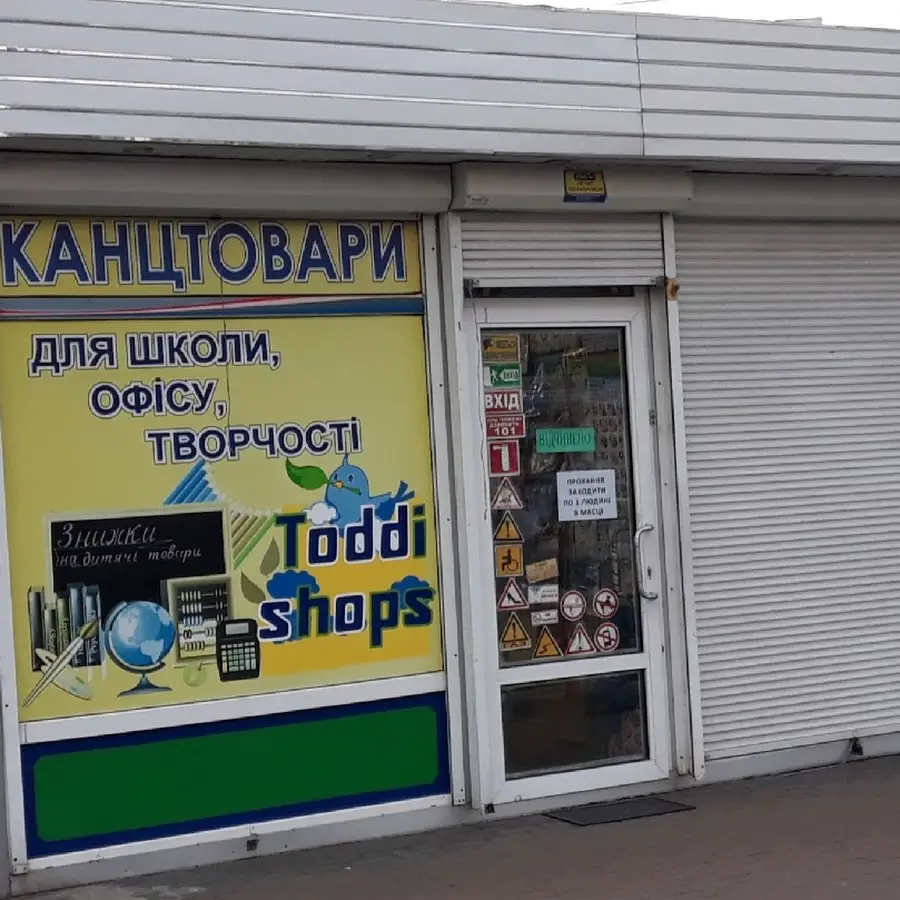 КАНЦТОВАРИ
ДЛЯ ШКОЛИ,
ОФІСУ,
ТВОРЧОСТІ
Знижки
на дитячі товари
Toddi
shops
ВХІД
101
ВІДЧИНЕНО
ПРОХАННЯ
ЗАХОДИТИ
ПО 1 ЛЮДИНІ
В МАСЦІ